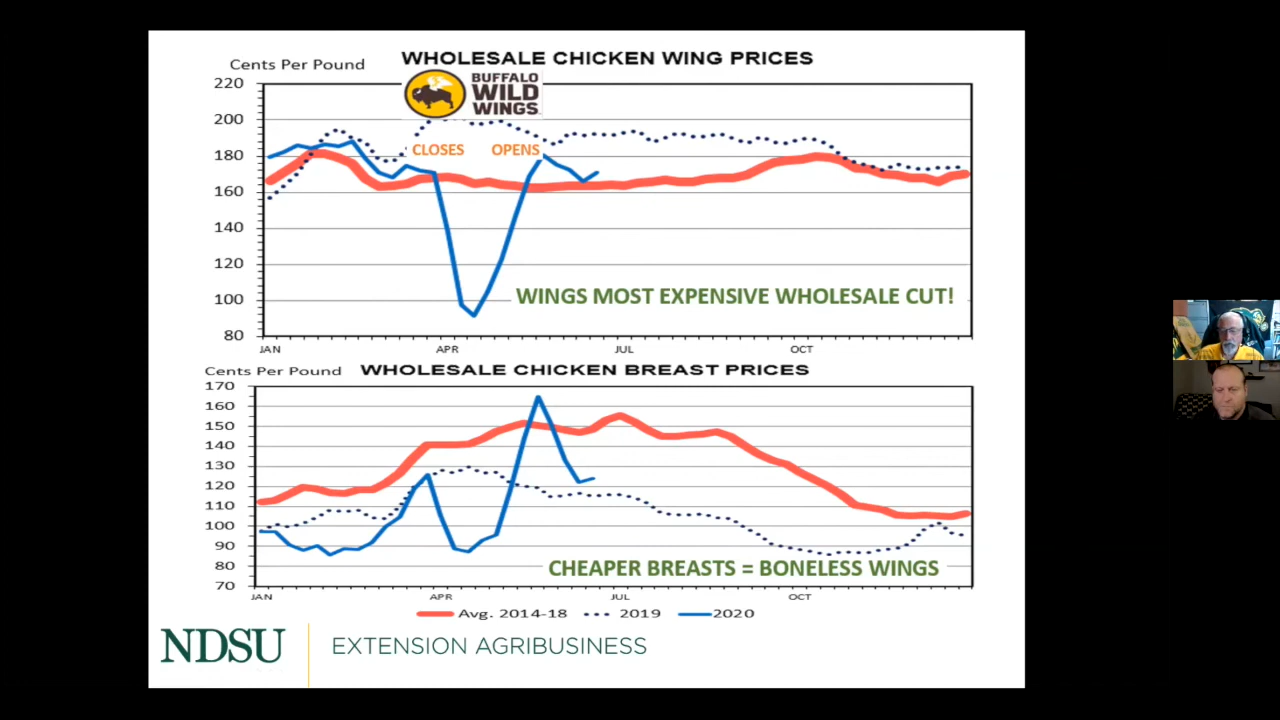 WHOLESALE CHICKEN WING PRICES
Cents Per Pound
220
200
180
160
140
120
100
80
BUFFALO
WILD
WINGS
CLOSES OPENS
WINGS MOST EXPENSIVE WHOLESALE CUT!
JAN APR JUL OCT
Cents Per Pound WHOLESALE CHICKEN BREAST PRICES
170
160
150
140
130
120
110
100
90
80
70
CHEAPER BREASTS = BONELESS WINGS
JAN APR JUL OCT
Avg. 2014-18 2019 2020
NDSU EXTENSION AGRIBUSINESS